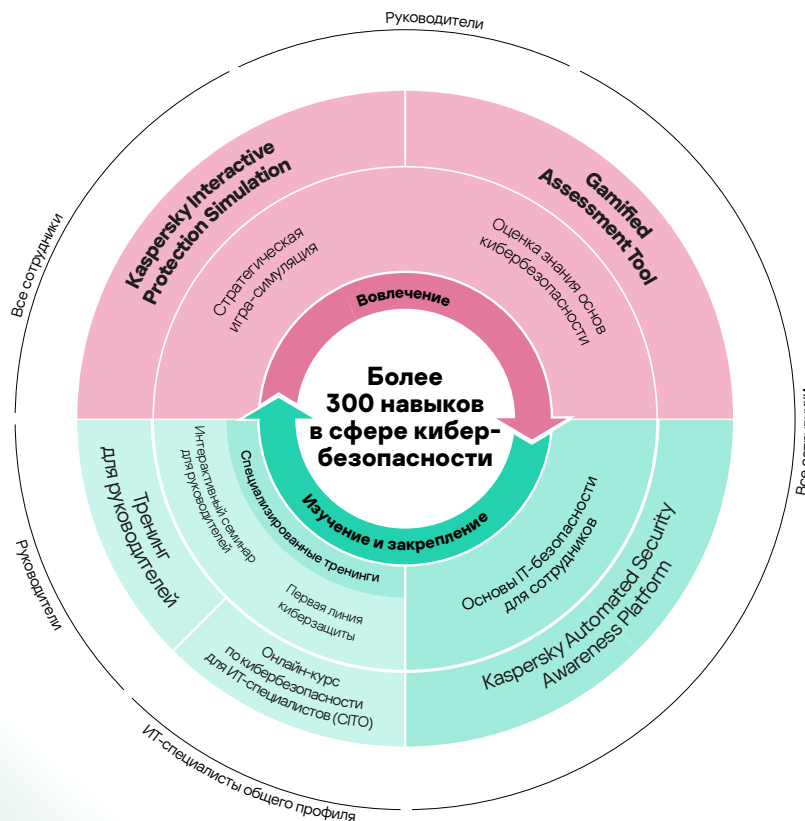 Руководители
Все сотрудники
Kaspersky Interactive
Protection Simulation
Gamified
Assessment Tool
Стратегическая
игра-симуляция
Оценка знания основ
кибербезопасности
Вовлечение
Более
300 навыков
в сфере кибер-
безопасности
Все сотрудники
Изучение и закрепление
Специализированные тренинги
Интерактивный семинар
для руководителей
Тренинг
для руководителей
Руководители
Первая линия
киберзащиты
Онлайн-курс
по кибербезопасности
для ИТ-специалистов (CITO)
ИТ-специалисты общего профиля
Основы IT-безопасности
для сотрудников
Kaspersky Automated Security
Awareness Platform